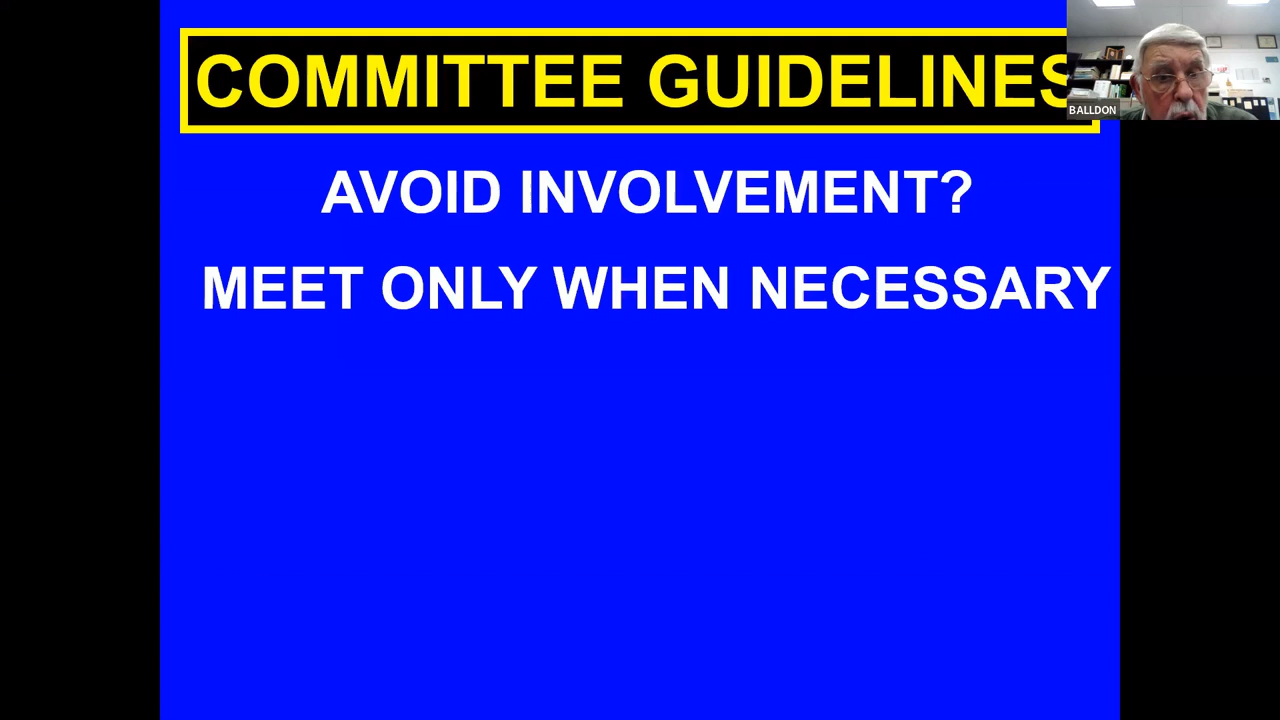 COMMITTEE GUIDELINES
BALLDON
AVOID INVOLVEMENT?
MEET ONLY WHEN NECESSARY